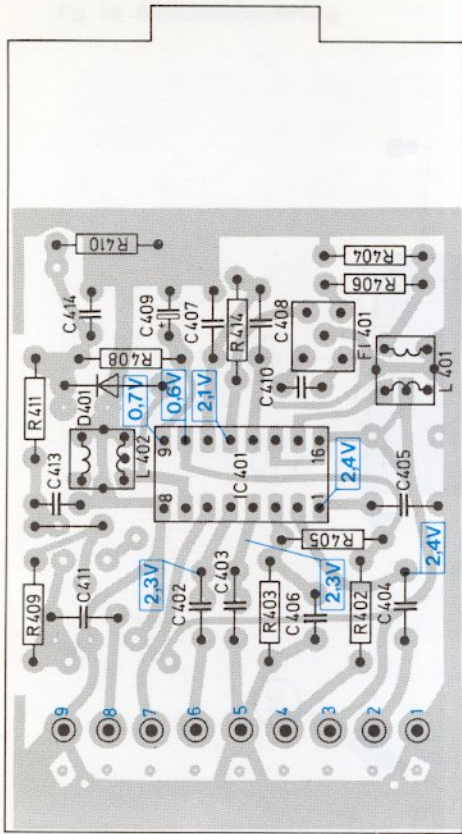 R410
R404
R406
C414
C409
+
C407
R414
C408
R408
C410
FI 401
L 401
R411
D401
0,7V
0,6V
2,1V
C413
L 402
9
16
IC 401
8
1
2,4V
C405
R405
R409
C411
2,3V
C402
C403
R403
2,3V
C406
R402
2,4V
C404
9
8
7
6
5
4
3
2
1